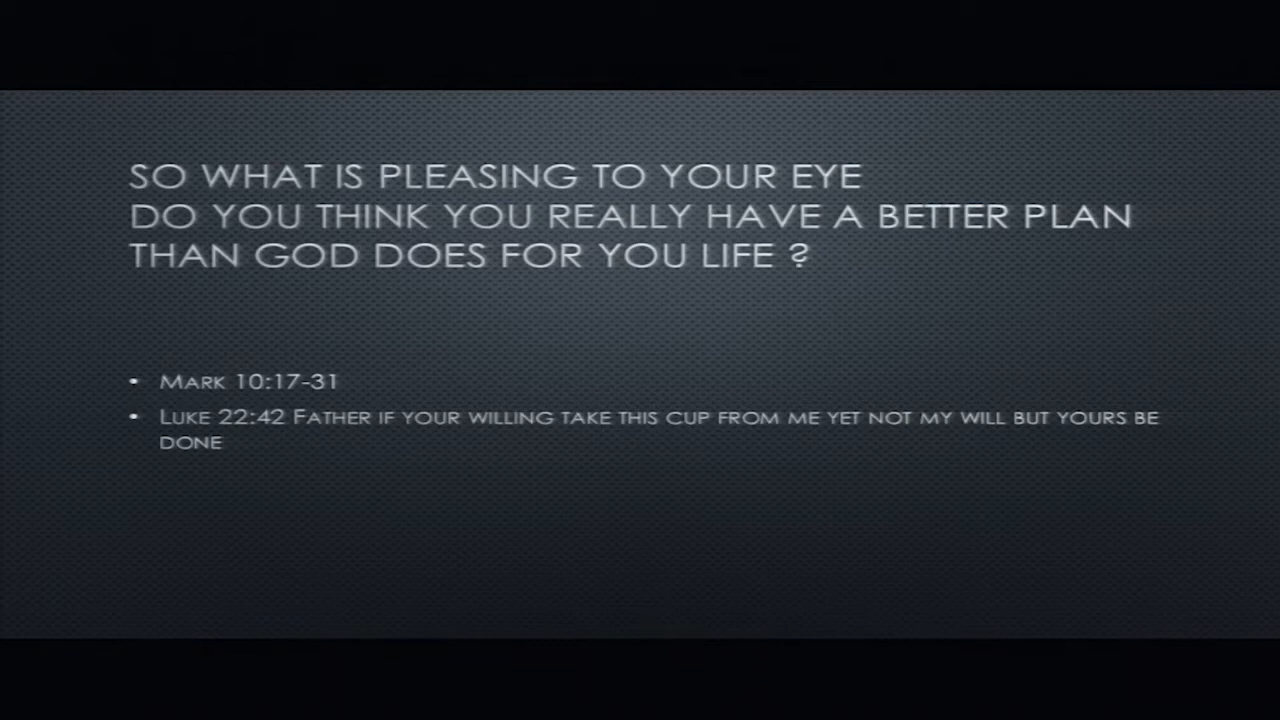 SO WHAT IS PLEASING TO YOUR EYE
DO YOU THINK YOU REALLY HAVE A BETTER PLAN
THAN GOD DOES FOR YOU LIFE ?
• MARK 10:17-31
• LUKE 22:42 FATHER IF YOUR WILLING TAKE THIS CUP FROM ME YET NOT MY WILL BUT YOURS BE
DONE